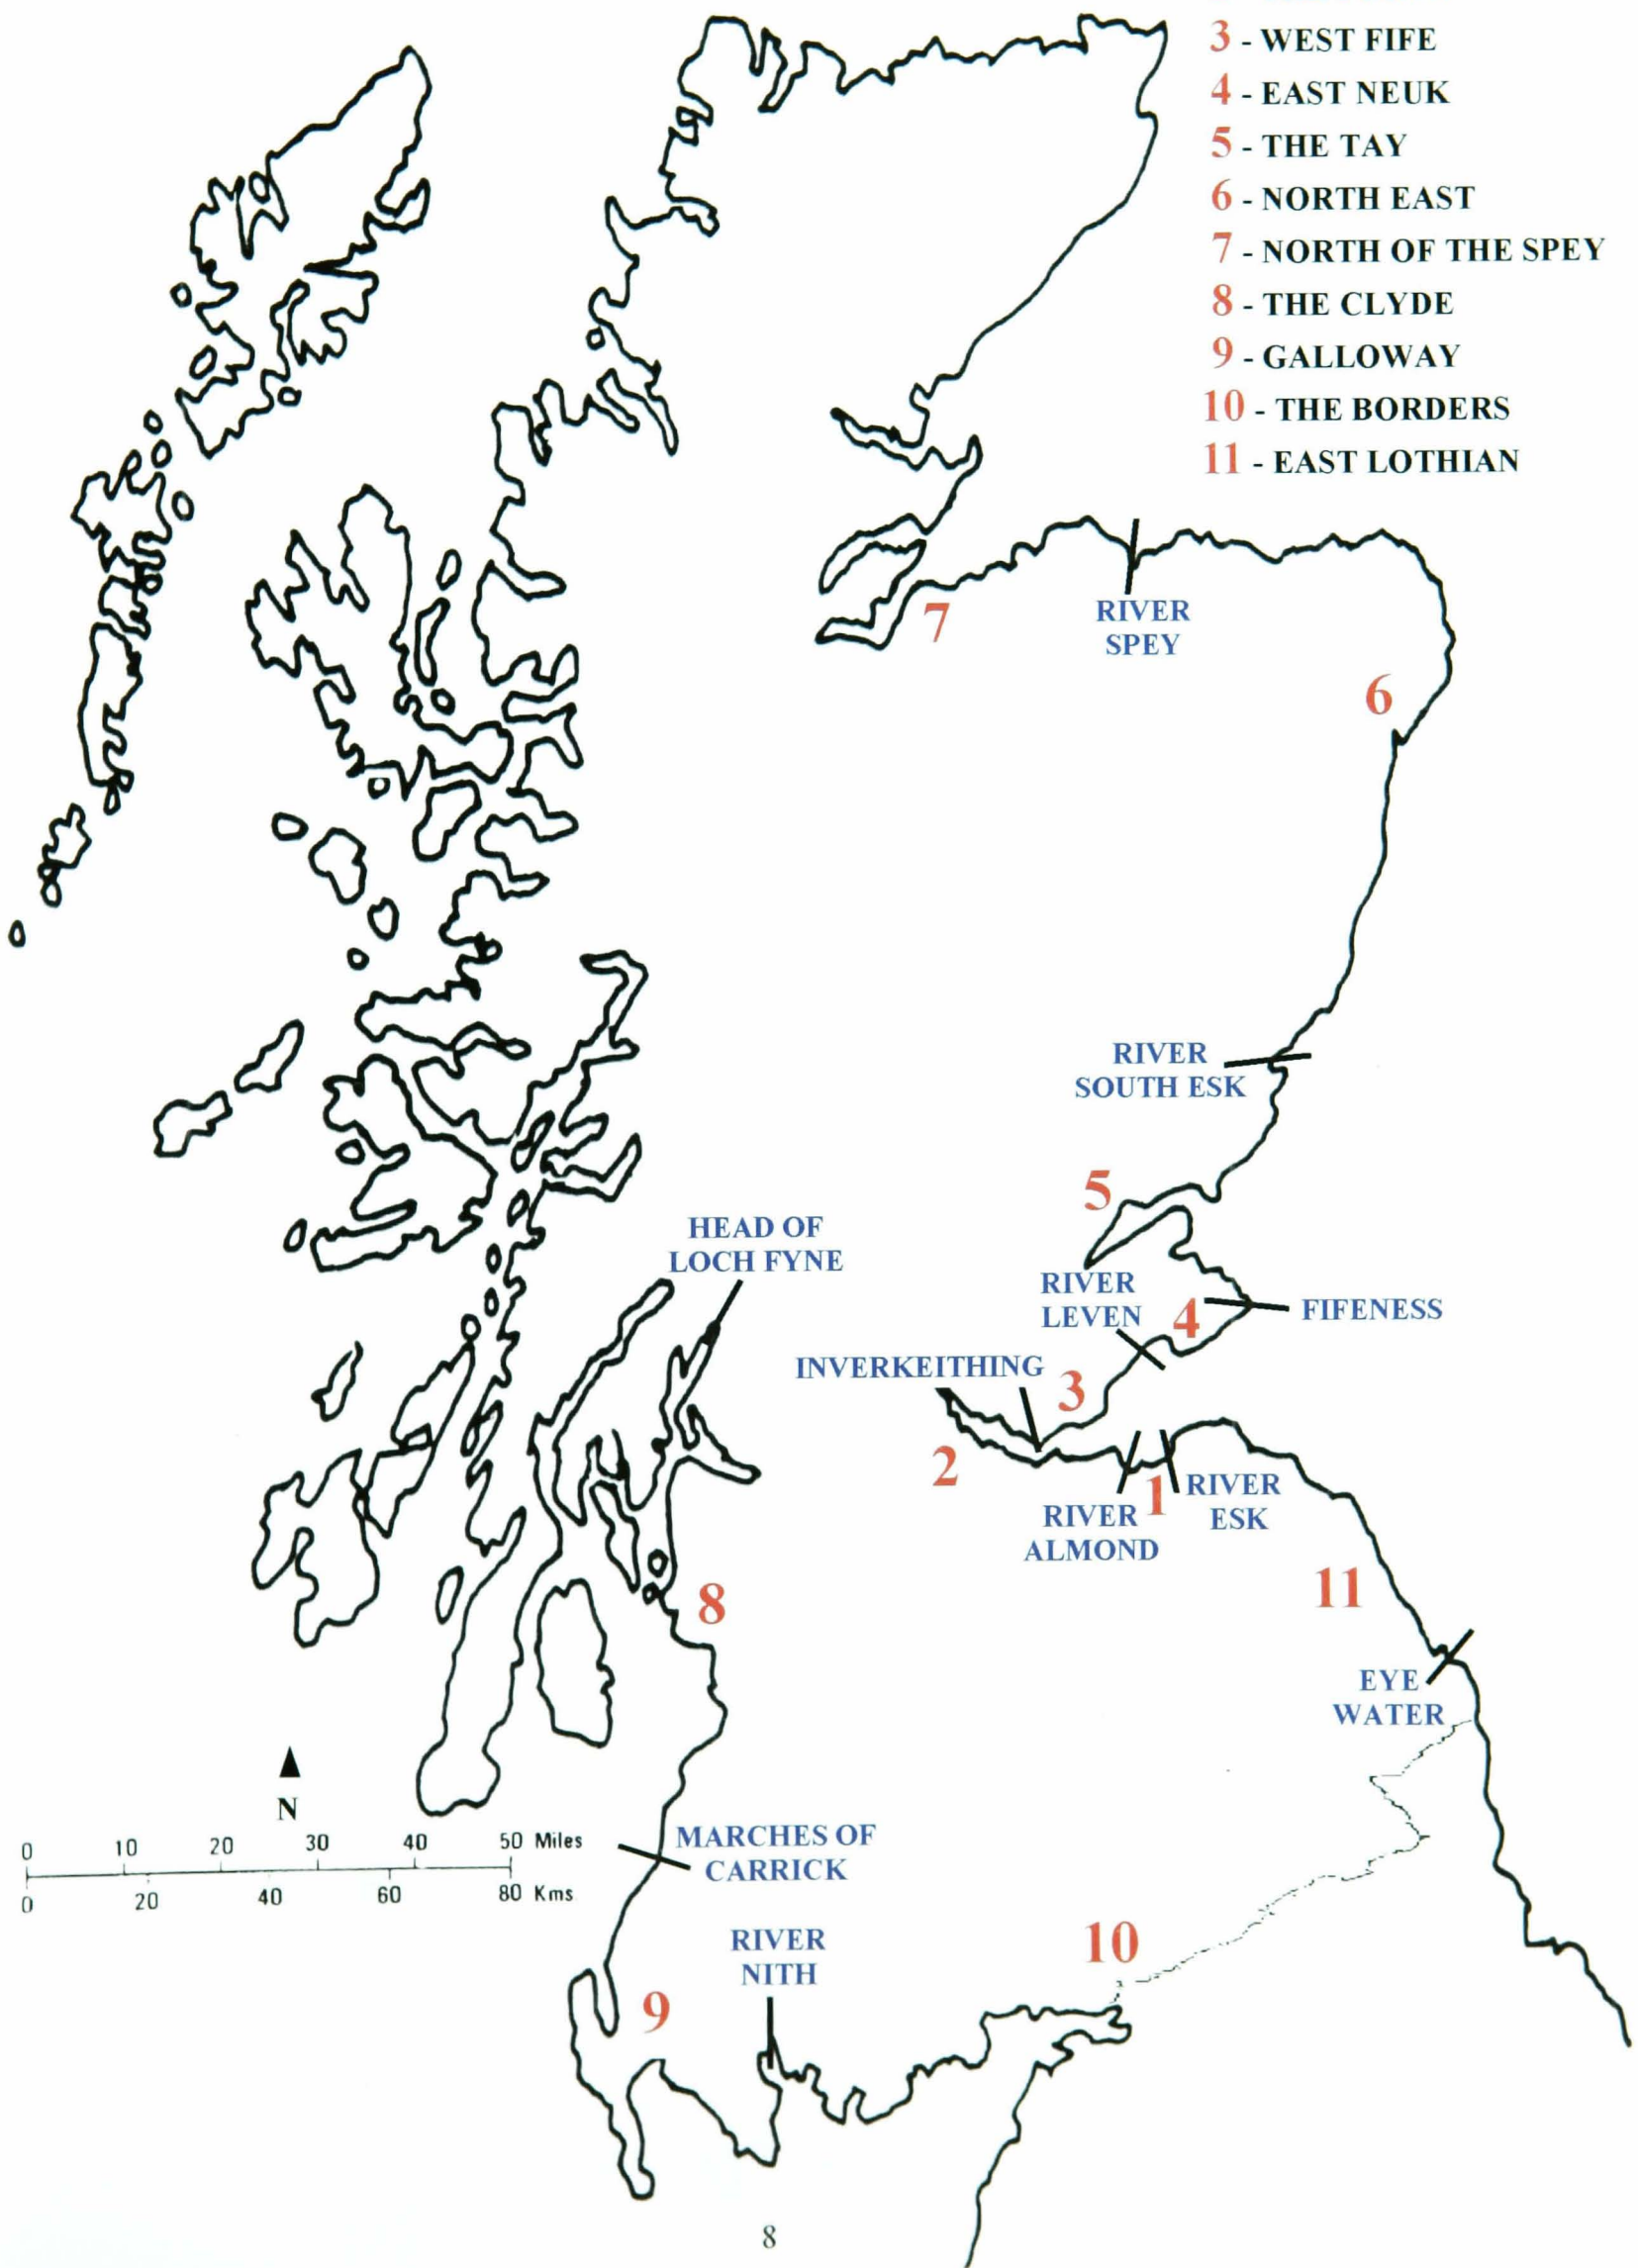 3 - WEST FIFE
4 - EAST NEUK
5 - THE TAY
6 - NORTH EAST
7 - NORTH OF THE SPEY
8 - THE CLYDE
9 - GALLOWAY
10 - THE BORDERS
11 - EAST LOTHIAN
7
RIVER
SPEY
6
RIVER
SOUTH ESK
5
HEAD OF
LOCH FYNE
RIVER
LEVEN
4
FIFENESS
INVERKEITHING
3
2
1
RIVER
ESK
RIVER
ALMOND
11
8
EYE
WATER
N
0 10 20 30 40 50 Miles
0 20 40 60 80 Kms
MARCHES OF
CARRICK
RIVER
NITH
10
9
8